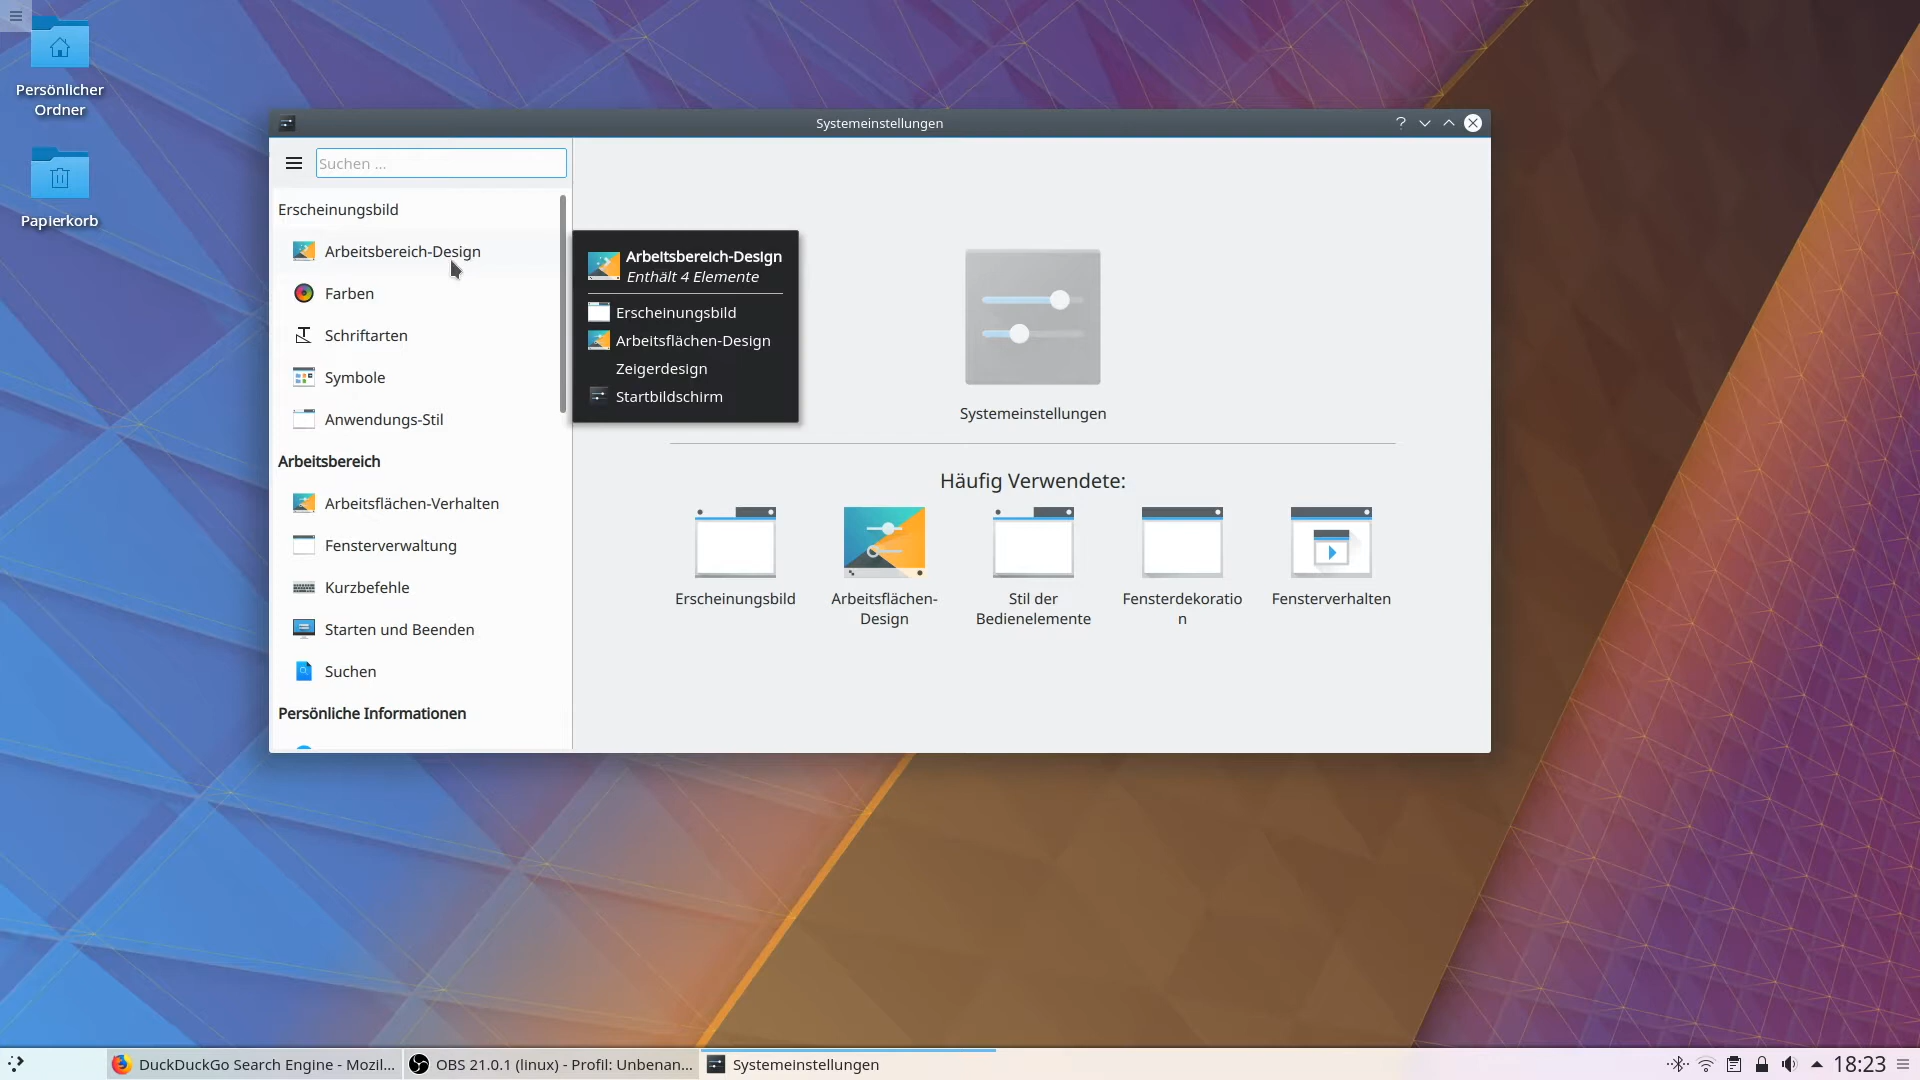 Persönlicher
Ordner
Papierkorb
Systemeinstellungen
Suchen ...
Erscheinungsbild
Arbeitsbereich-Design
Farben
Schriftarten
Symbole
Anwendungs-Stil
Arbeitsbereich
Arbeitsflächen-Verhalten
Fensterverwaltung
Kurzbefehle
Starten und Beenden
Suchen
Persönliche Informationen
Arbeitsbereich-Design
Enthält 4 Elemente
Erscheinungsbild
Arbeitsflächen-Design
Zeigerdesign
Startbildschirm
Systemeinstellungen
Häufig Verwendete:
Erscheinungsbild
Arbeitsflächen-
Design
Stil der
Bedienelemente
Fensterdekoratio
n
Fensterverhalten
DuckDuckGo Search Engine - Mozil...
OBS 21.0.1 (linux) - Profil: Unbenan...
Systemeinstellungen
18:23